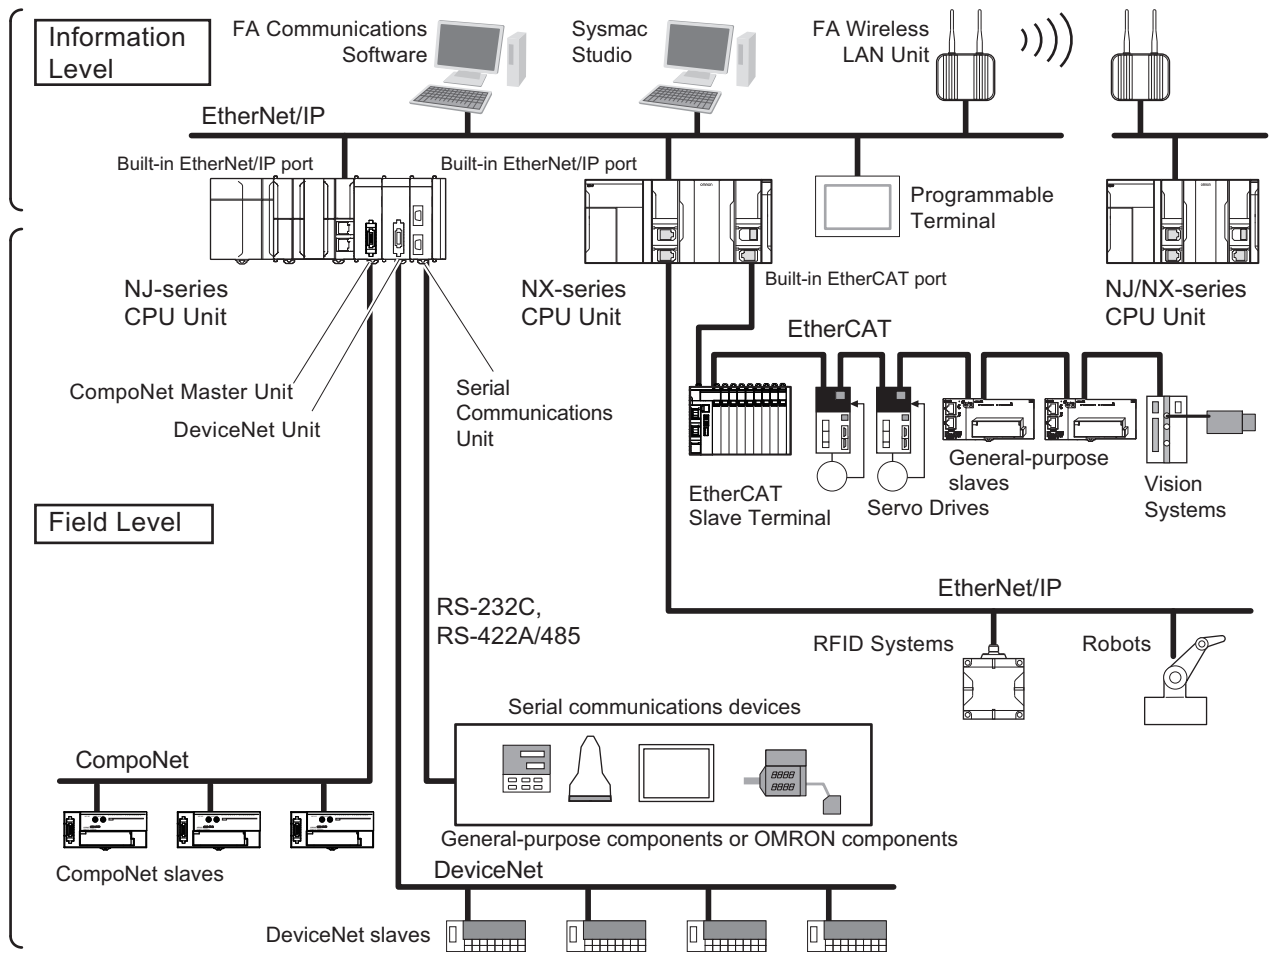 Information
Level
FA Communications
Software
Sysmac
Studio
FA Wireless
LAN Unit
EtherNet/IP
Built-in EtherNet/IP port
Built-in EtherNet/IP port
Programmable
Terminal
NJ-series
CPU Unit
NX-series
CPU Unit
Built-in EtherCAT port
NJ/NX-series
CPU Unit
EtherCAT
CompoNet Master Unit
DeviceNet Unit
Serial
Communications
Unit
General-purpose
slaves
EtherCAT
Slave Terminal
Servo Drives
Vision
Systems
Field Level
EtherNet/IP
RS-232C,
RS-422A/485
RFID Systems
Robots
Serial communications devices
CompoNet
8888
8888
General-purpose components or OMRON components
CompoNet slaves
DeviceNet
DeviceNet slaves